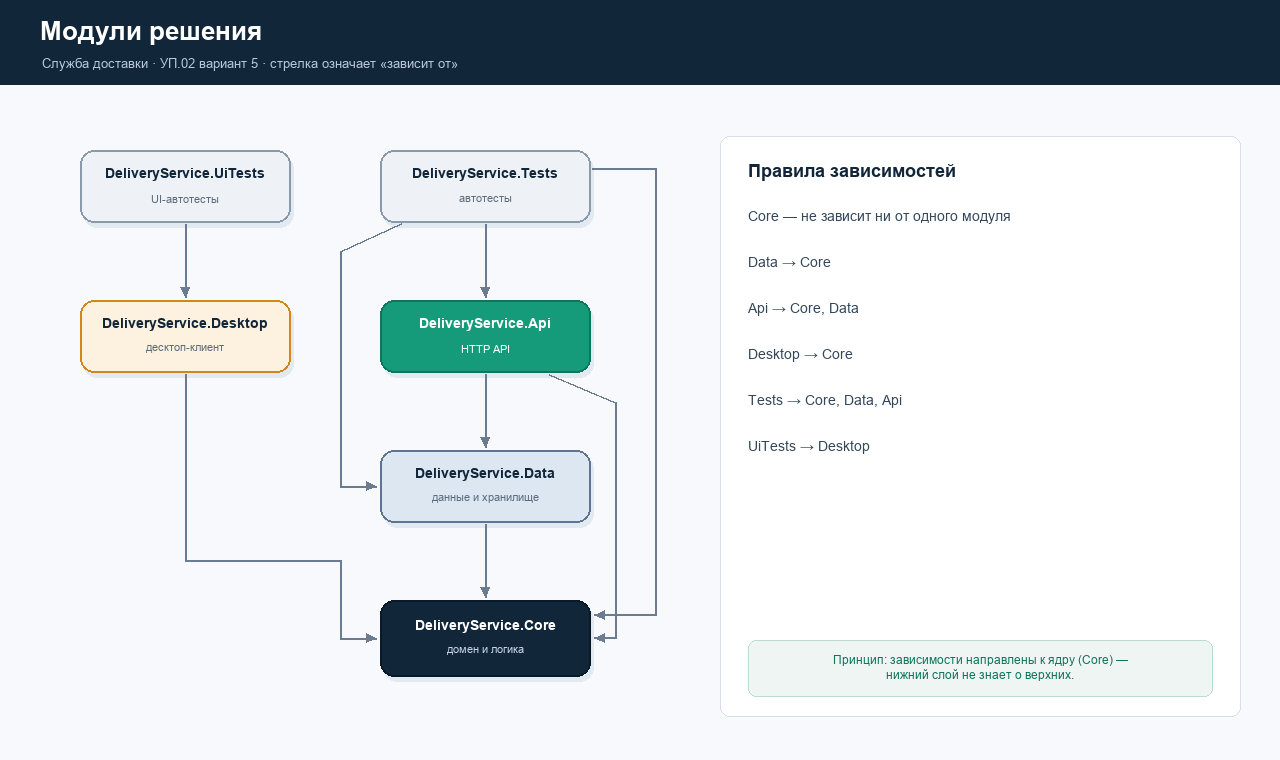 Модули решения
Служба доставки · УП.02 вариант 5 · стрелка означает «зависит от»
DeliveryService.UiTests
UI-автотесты
DeliveryService.Tests
автотесты
DeliveryService.Desktop
десктоп-клиент
DeliveryService.Api
HTTP API
DeliveryService.Data
данные и хранилище
DeliveryService.Core
домен и логика
Правила зависимостей
Core — не зависит ни от одного модуля
Data → Core
Api → Core, Data
Desktop → Core
Tests → Core, Data, Api
UiTests → Desktop
Принцип: зависимости направлены к ядру (Core) —
нижний слой не знает о верхних.